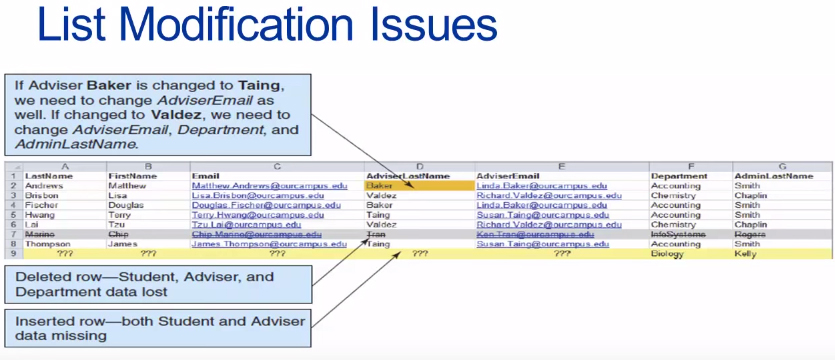 List Modification Issues
If Adviser Baker is changed to Taing,
we need to change AdviserEmail as
well. If changed to Valdez, we need to
change AdviserEmail, Department, and
AdminLastName.
A B C D E F G
1 LastName FirstName Email AdviserLastName AdviserEmail Department AdminLastName
2 Andrews Matthew Matthew.Andrews@ourcampus.edu Baker Linda.Baker@ourcampus.edu Accounting Smith
3 Brisbon Lisa Lisa.Brisbon@ourcampus.edu Valdez Richard.Valdez@ourcampus.edu Chemistry Chaplin
4 Fischer Douglas Douglas.Fischer@ourcampus.edu Baker Linda.Baker@ourcampus.edu Accounting Smith
5 Hwang Terry Terry.Hwang@ourcampus.edu Taing Susan.Taing@ourcampus.edu Accounting Smith
6 Lai Tzu Tzu.Lai@ourcampus.edu Valdez Richard.Valdez@ourcampus.edu Chemistry Chaplin
7 Marino Chip Chip.Marino@ourcampus.edu Tran Ken.Tran@ourcampus.edu InfoSystems Rogers
8 Thompson James James.Thompson@ourcampus.edu Taing Susan.Taing@ourcampus.edu Accounting Smith
9 ??? ??? ??? ??? ??? Biology Kelly
Deleted row—Student, Adviser, and
Department data lost
Inserted row—both Student and Adviser
data missing